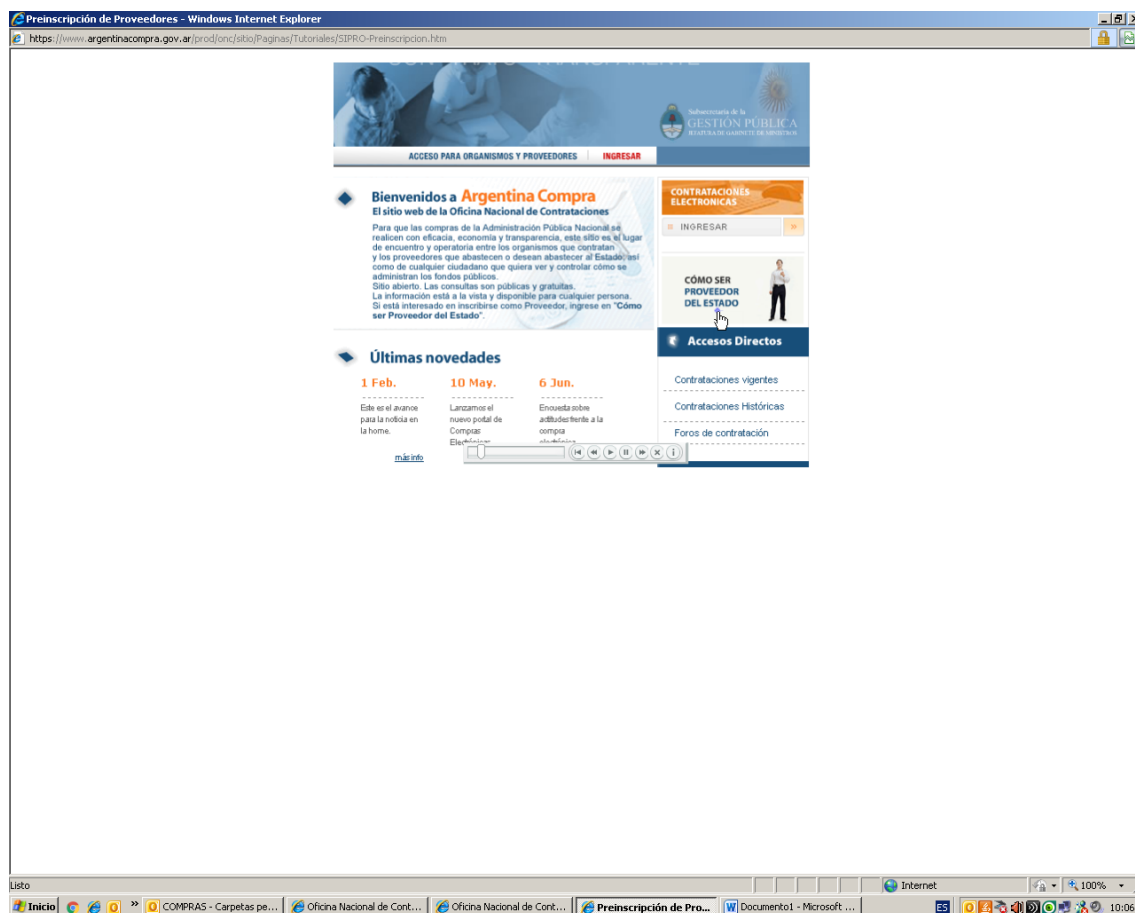 Preinscripción de Proveedores - Windows Internet Explorer
https://www.argentinacompra.gov.ar/prod/onc/sitio/Paginas/Tutoriales/SIPRO-Preinscripcion.htm
Subsecretaría de la
GESTIÓN PÚBLICA
JEFATURA DE GABINETE DE MINISTROS
ACCESO PARA ORGANISMOS Y PROVEEDORES
INGRESAR
Bienvenidos a Argentina Compra
El sitio web de la Oficina Nacional de Contrataciones
Para que las compras de la Administración Pública Nacional se
realicen con eficacia, economía y transparencia, este sitio es el lugar
de encuentro y operatoria entre los organismos que contratan
y los proveedores que abastecen o desean abastecer al Estado, así
como de cualquier ciudadano que quiera ver y controlar cómo se
administran los fondos públicos.
Sitio abierto. Las consultas son públicas y gratuitas.
La información está a la vista y disponible para cualquier persona.
Si está interesado en inscribirse como Proveedor, ingrese en "Cómo
ser Proveedor del Estado".
CONTRATACIONES
ELECTRONICAS
INGRESAR
CÓMO SER
PROVEEDOR
DEL ESTADO
Accesos Directos
Contrataciones vigentes
Contrataciones Históricas
Foros de contratación
Últimas novedades
1 Feb.
Este es el avance
para la noticia en
la home.
más info
10 May.
Lanzamos el
nuevo potal de
Compras
6 Jun.
Encuesta sobre
actitudes frente a la
compra
Listo
Internet
100%
Inicio
COMPRAS - Carpetas pe...
Oficina Nacional de Cont...
Oficina Nacional de Cont...
Preinscripción de Pro...
Documento1 - Microsoft ...
ES
10:06